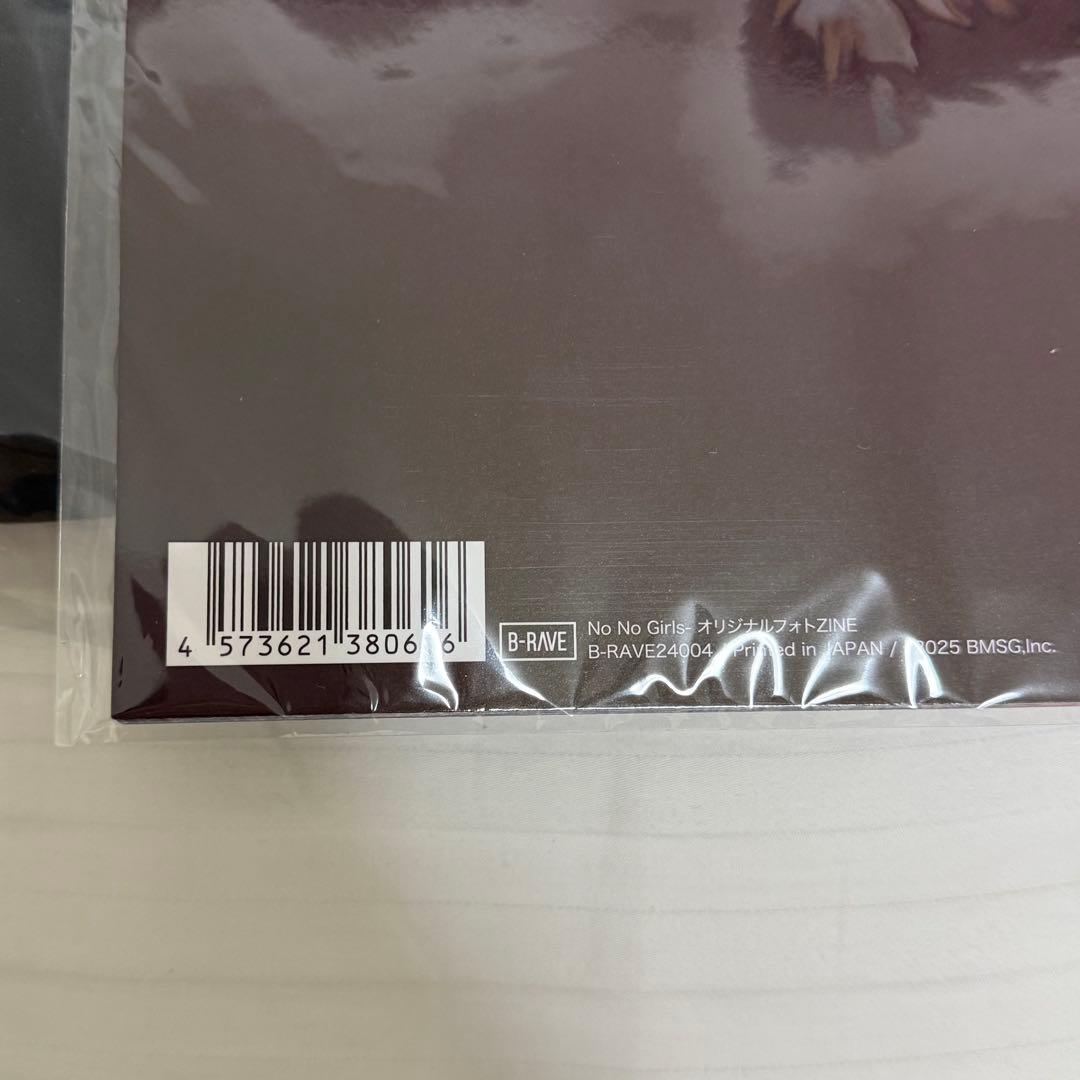 4 573621 380666
B-RAVE
No No Girls- オリジナルフォトZINE
B-RAVE24004 / Printed in JAPAN / 2025 BMSG,Inc.